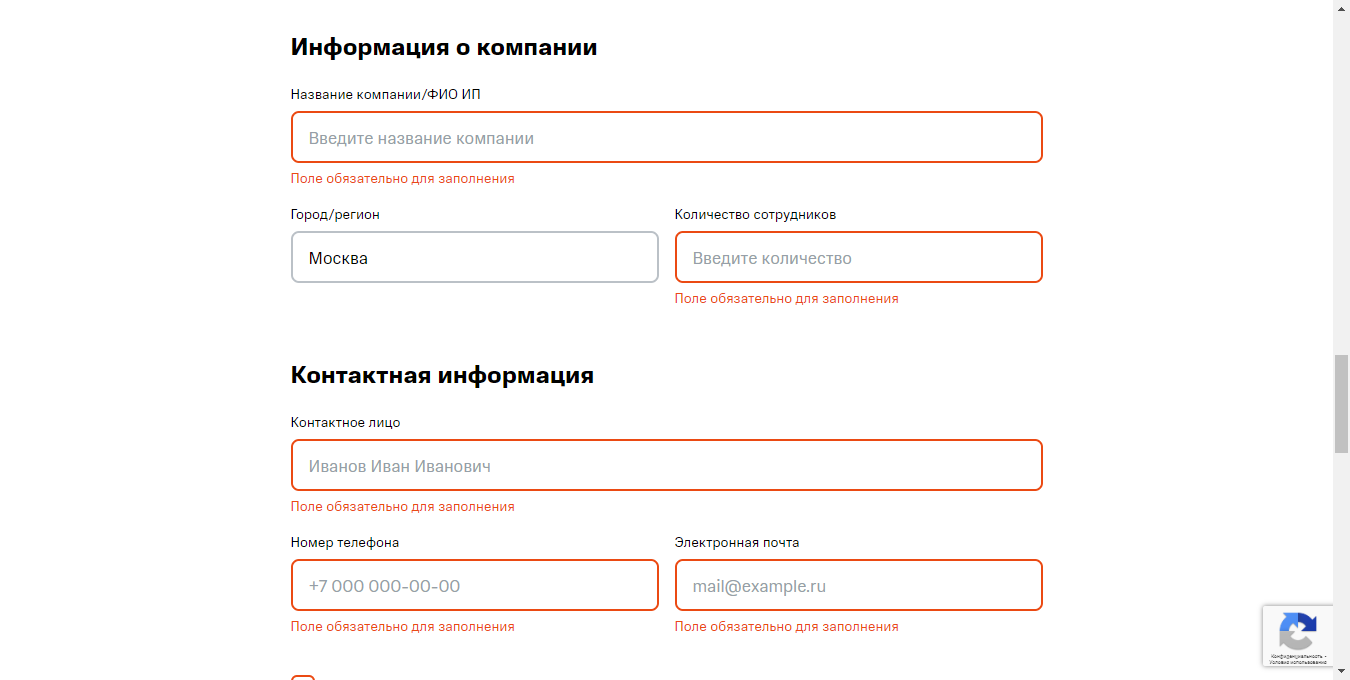 Информация о компании
Название компании/ФИО ИП
Введите название компании
Поле обязательно для заполнения
Город/регион
Количество сотрудников
Москва
Введите количество
Поле обязательно для заполнения
Контактная информация
Контактное лицо
Иванов Иван Иванович
Поле обязательно для заполнения
Номер телефона
Электронная почта
+7 000 000-00-00
mail@example.ru
Поле обязательно для заполнения
Поле обязательно для заполнения
Конфиденциальность -
Условия использования